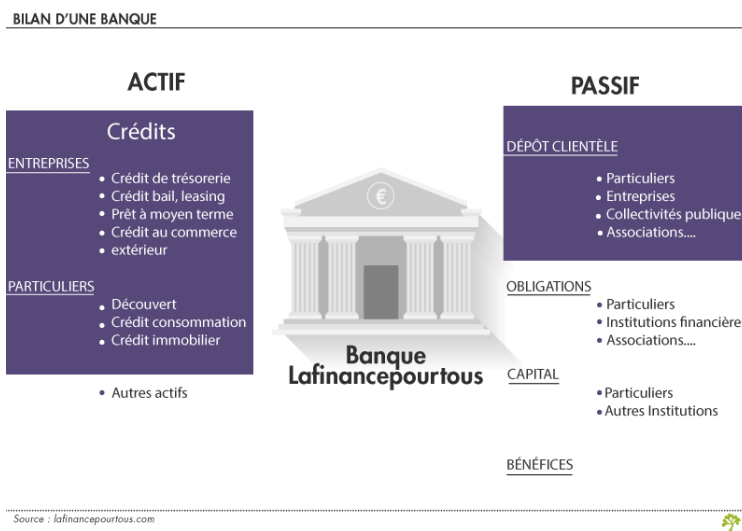 BILAN D'UNE BANQUE
ACTIF
Crédits
ENTREPRISES
• Crédit de trésorerie
• Crédit bail, leasing
• Prêt à moyen terme
• Crédit au commerce
• extérieur
PARTICULIERS
• Découvert
• Crédit consommation
• Crédit immobilier
• Autres actifs
€
Banque
Lafinancepourtous
PASSIF
DÉPÔT CLIENTÈLE
• Particuliers
• Entreprises
• Collectivités publique
• Associations....
OBLIGATIONS
• Particuliers
• Institutions financière
• Associations....
CAPITAL
• Particuliers
• Autres Institutions
BÉNÉFICES
Source : lafinancepourtous.com